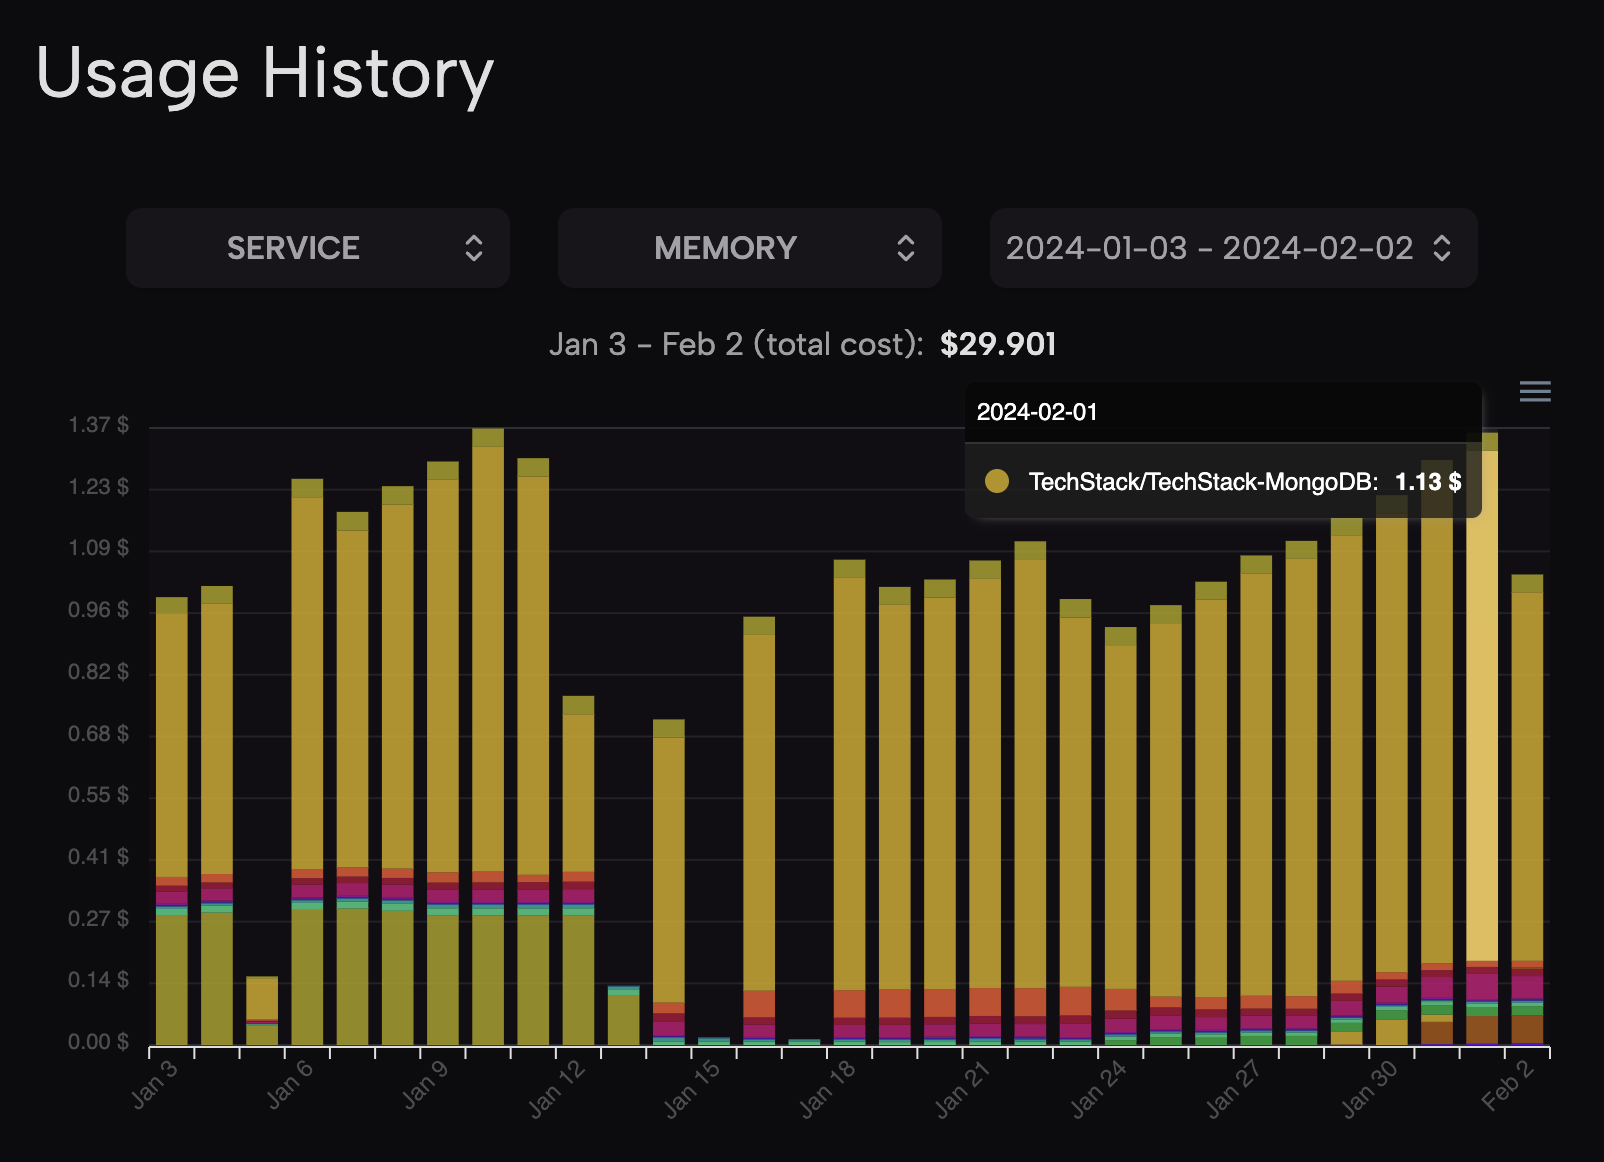 Usage History
SERVICE
MEMORY
2024-01-03 - 2024-02-02
Jan 3 - Feb 2 (total cost): $29.901
2024-02-01
TechStack/TechStack-MongoDB: 1.13 $
1.37 $
1.23 $
1.09 $
0.96 $
0.82 $
0.68 $
0.55 $
0.41 $
0.27 $
0.14 $
0.00 $
Jan 3
Jan 6
Jan 9
Jan 12
Jan 15
Jan 18
Jan 21
Jan 24
Jan 27
Jan 30
Feb 2